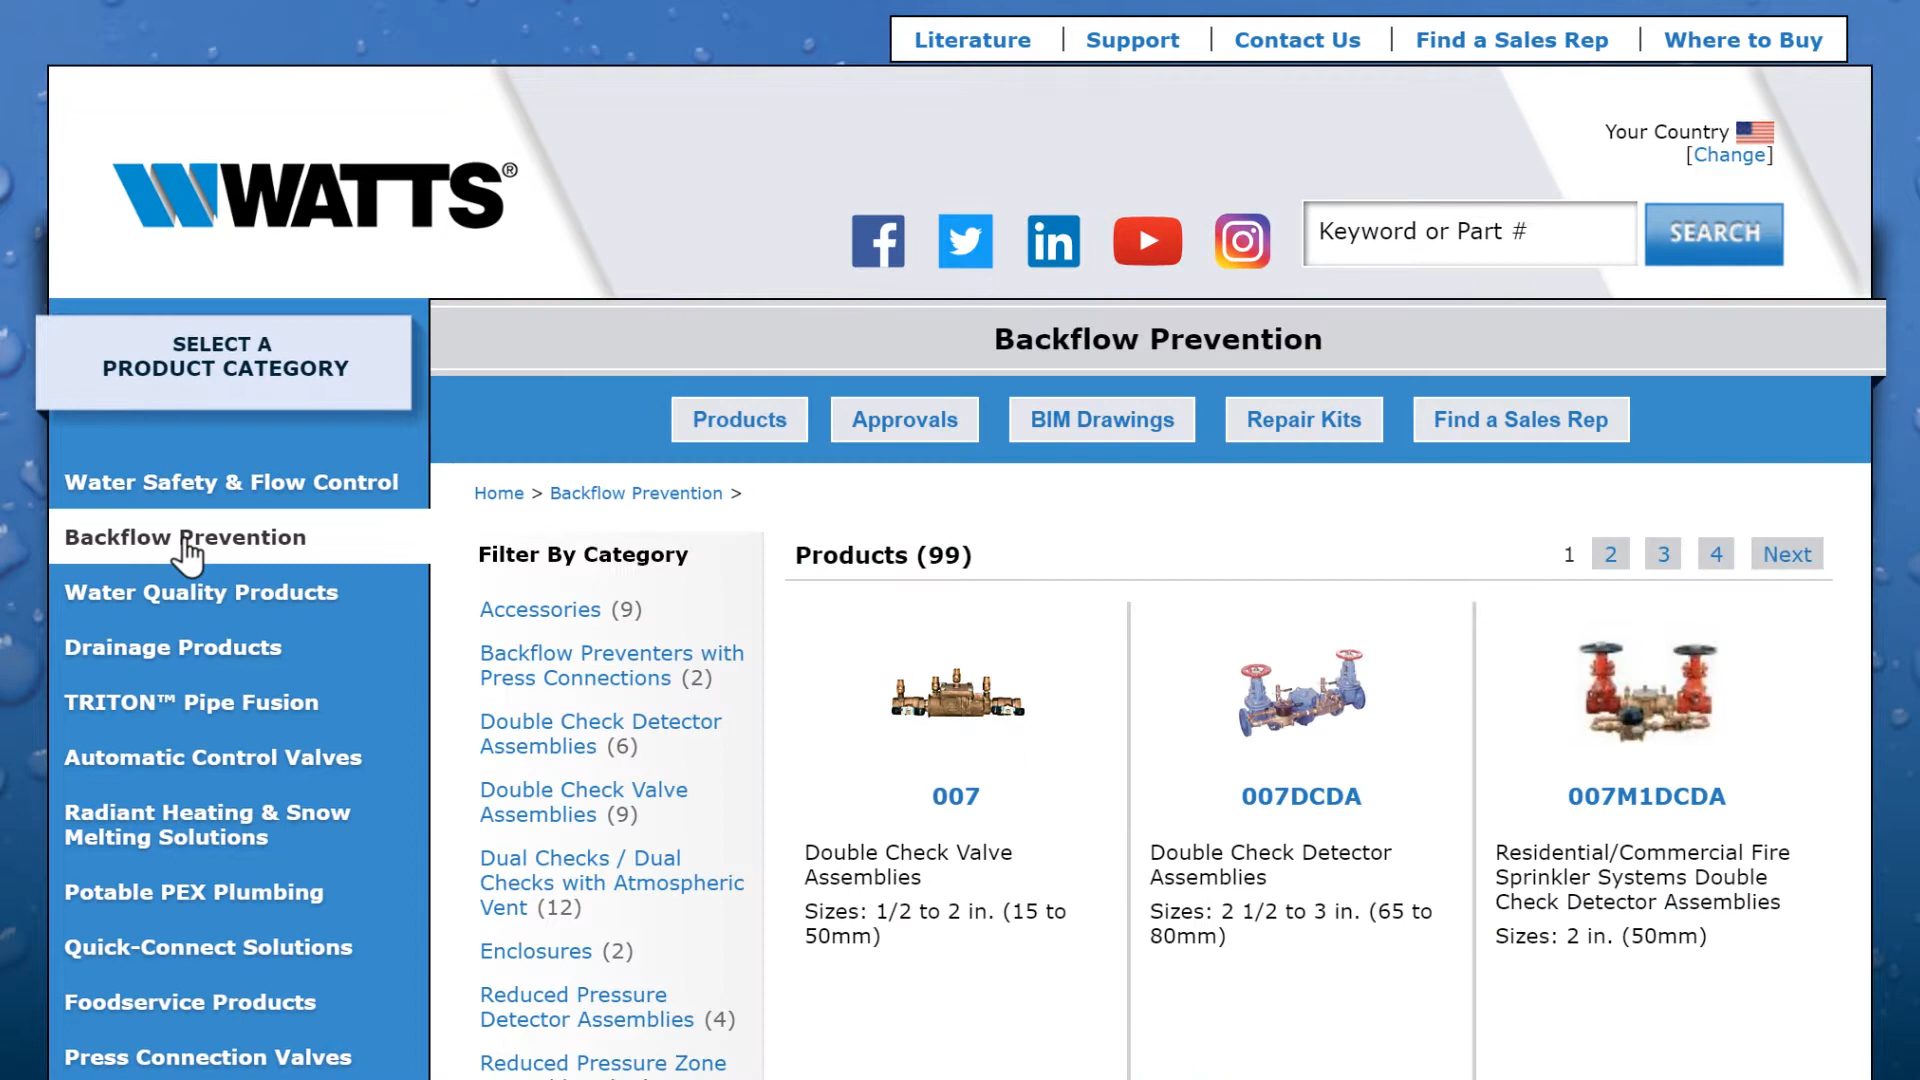 Literature
Support
Contact Us
Find a Sales Rep
Where to Buy
WATTS®
Your Country
[Change]
Keyword or Part #
SEARCH
SELECT A
PRODUCT CATEGORY
Water Safety & Flow Control
Backflow Prevention
Water Quality Products
Drainage Products
TRITON™ Pipe Fusion
Automatic Control Valves
Radiant Heating & Snow
Melting Solutions
Potable PEX Plumbing
Quick-Connect Solutions
Foodservice Products
Press Connection Valves
Backflow Prevention
Products
Approvals
BIM Drawings
Repair Kits
Find a Sales Rep
Home > Backflow Prevention >
Filter By Category
Accessories (9)
Backflow Preventers with
Press Connections (2)
Double Check Detector
Assemblies (6)
Double Check Valve
Assemblies (9)
Dual Checks / Dual
Checks with Atmospheric
Vent (12)
Enclosures (2)
Reduced Pressure
Detector Assemblies (4)
Reduced Pressure Zone
Products (99)
1 2 3 4 Next
007
Double Check Valve
Assemblies
Sizes: 1/2 to 2 in. (15 to
50mm)
007DCDA
Double Check Detector
Assemblies
Sizes: 2 1/2 to 3 in. (65 to
80mm)
007M1DCDA
Residential/Commercial Fire
Sprinkler Systems Double
Check Detector Assemblies
Sizes: 2 in. (50mm)